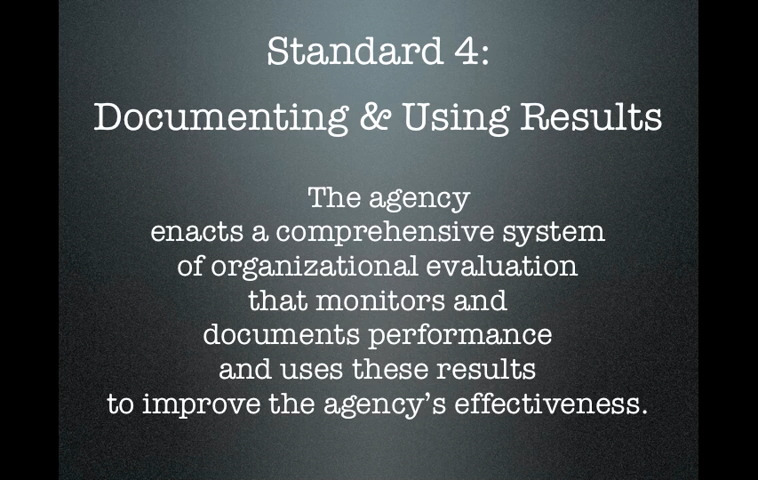 Standard 4:
Documenting & Using Results
The agency
enacts a comprehensive system
of organizational evaluation
that monitors and
documents performance
and uses these results
to improve the agency’s effectiveness.